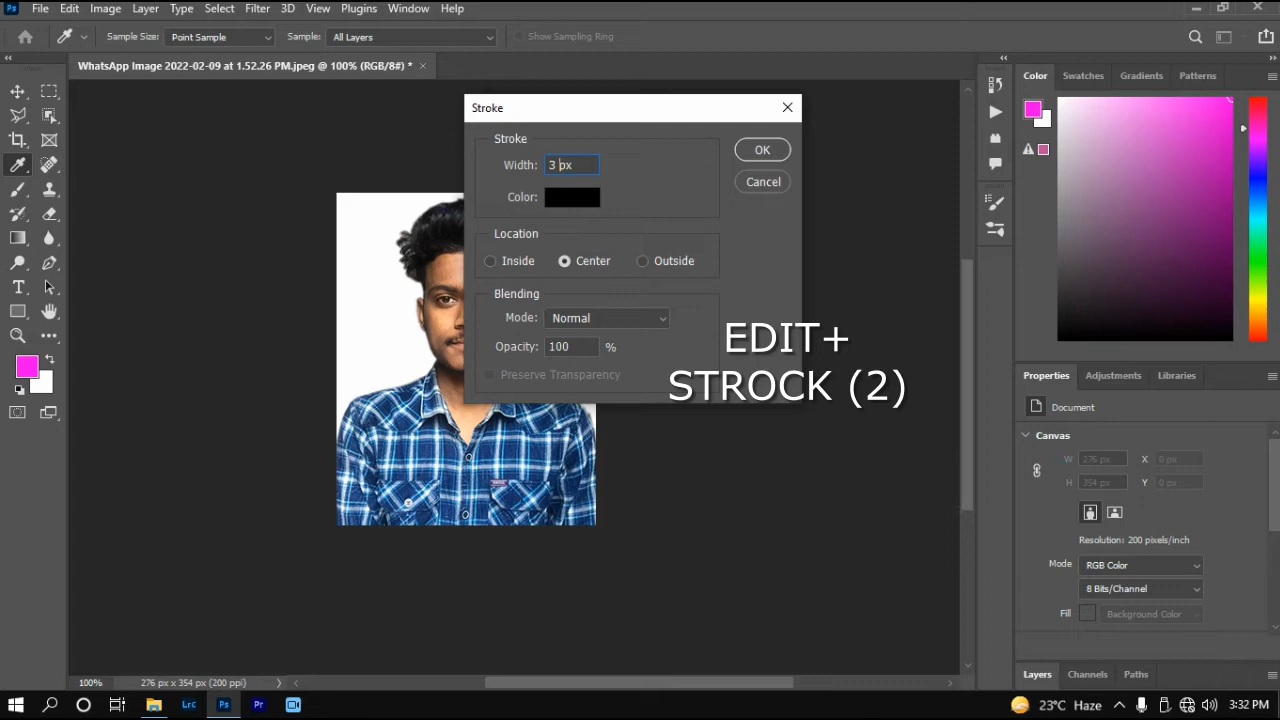 Ps File Edit Image Layer Type Select Filter 3D View Plugins Window Help
Sample Size: Point Sample Sample: All Layers Show Sampling Ring
WhatsApp Image 2022-02-09 at 1.52.26 PM.jpeg @ 100% (RGB/8#) * ×
Stroke
Stroke
Width: 3 px
Color:
OK
Cancel
Location
Inside Center Outside
Blending
Mode: Normal
Opacity: 100 %
Preserve Transparency
EDIT+
STROCK (2)
Color Swatches Gradients Patterns
Properties Adjustments Libraries
Document
Canvas
W 276 px X 0 px
H 354 px Y 0 px
Resolution: 200 pixels/inch
Mode RGB Color
8 Bits/Channel
Fill Background Color
Layers Channels Paths
100% 276 px x 354 px (200 ppi)
Lrc Ps Pr 23°C Haze 3:32 PM